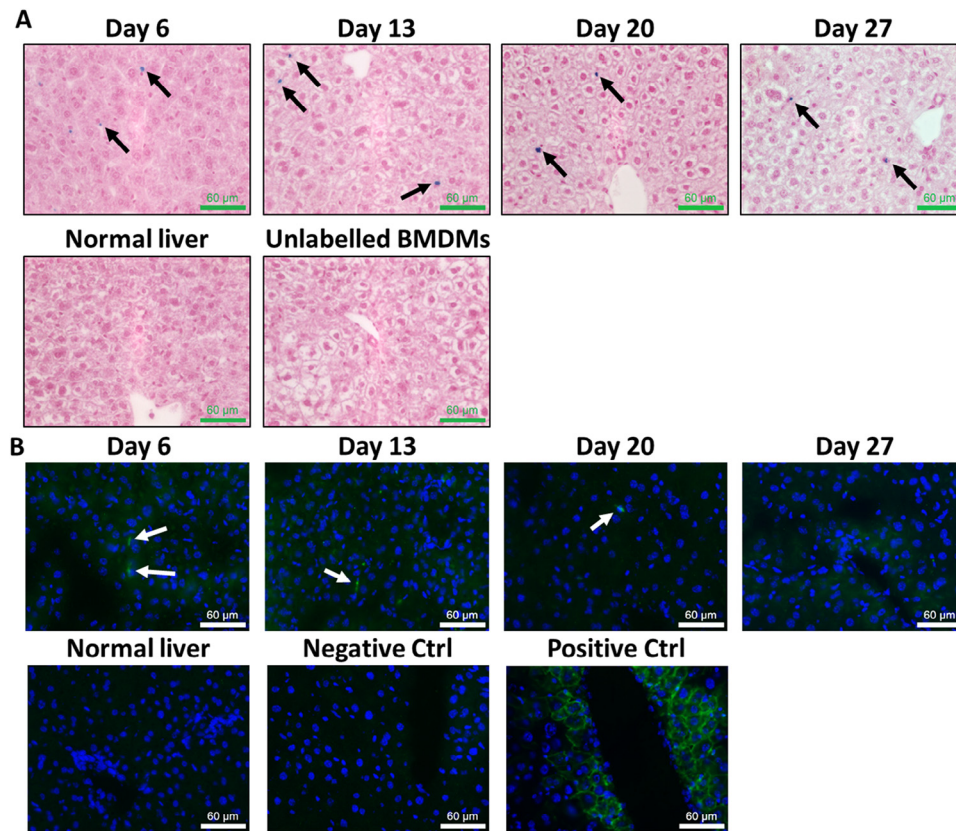 A
Day 6 Day 13 Day 20 Day 27
60 µm 60 µm 60 µm 60 µm
Normal liver Unlabelled BMDMs
60 µm 60 µm
B
Day 6 Day 13 Day 20 Day 27
60 µm 60 µm 60 µm 60 µm
Normal liver Negative Ctrl Positive Ctrl
60 µm 60 µm 60 µm